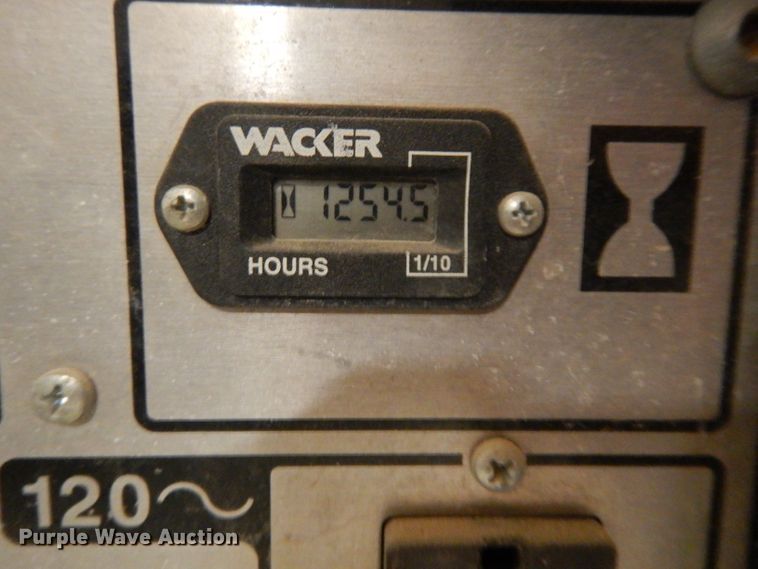 WACKER
1254.5
HOURS
1/10
120~
Purple Wave Auction